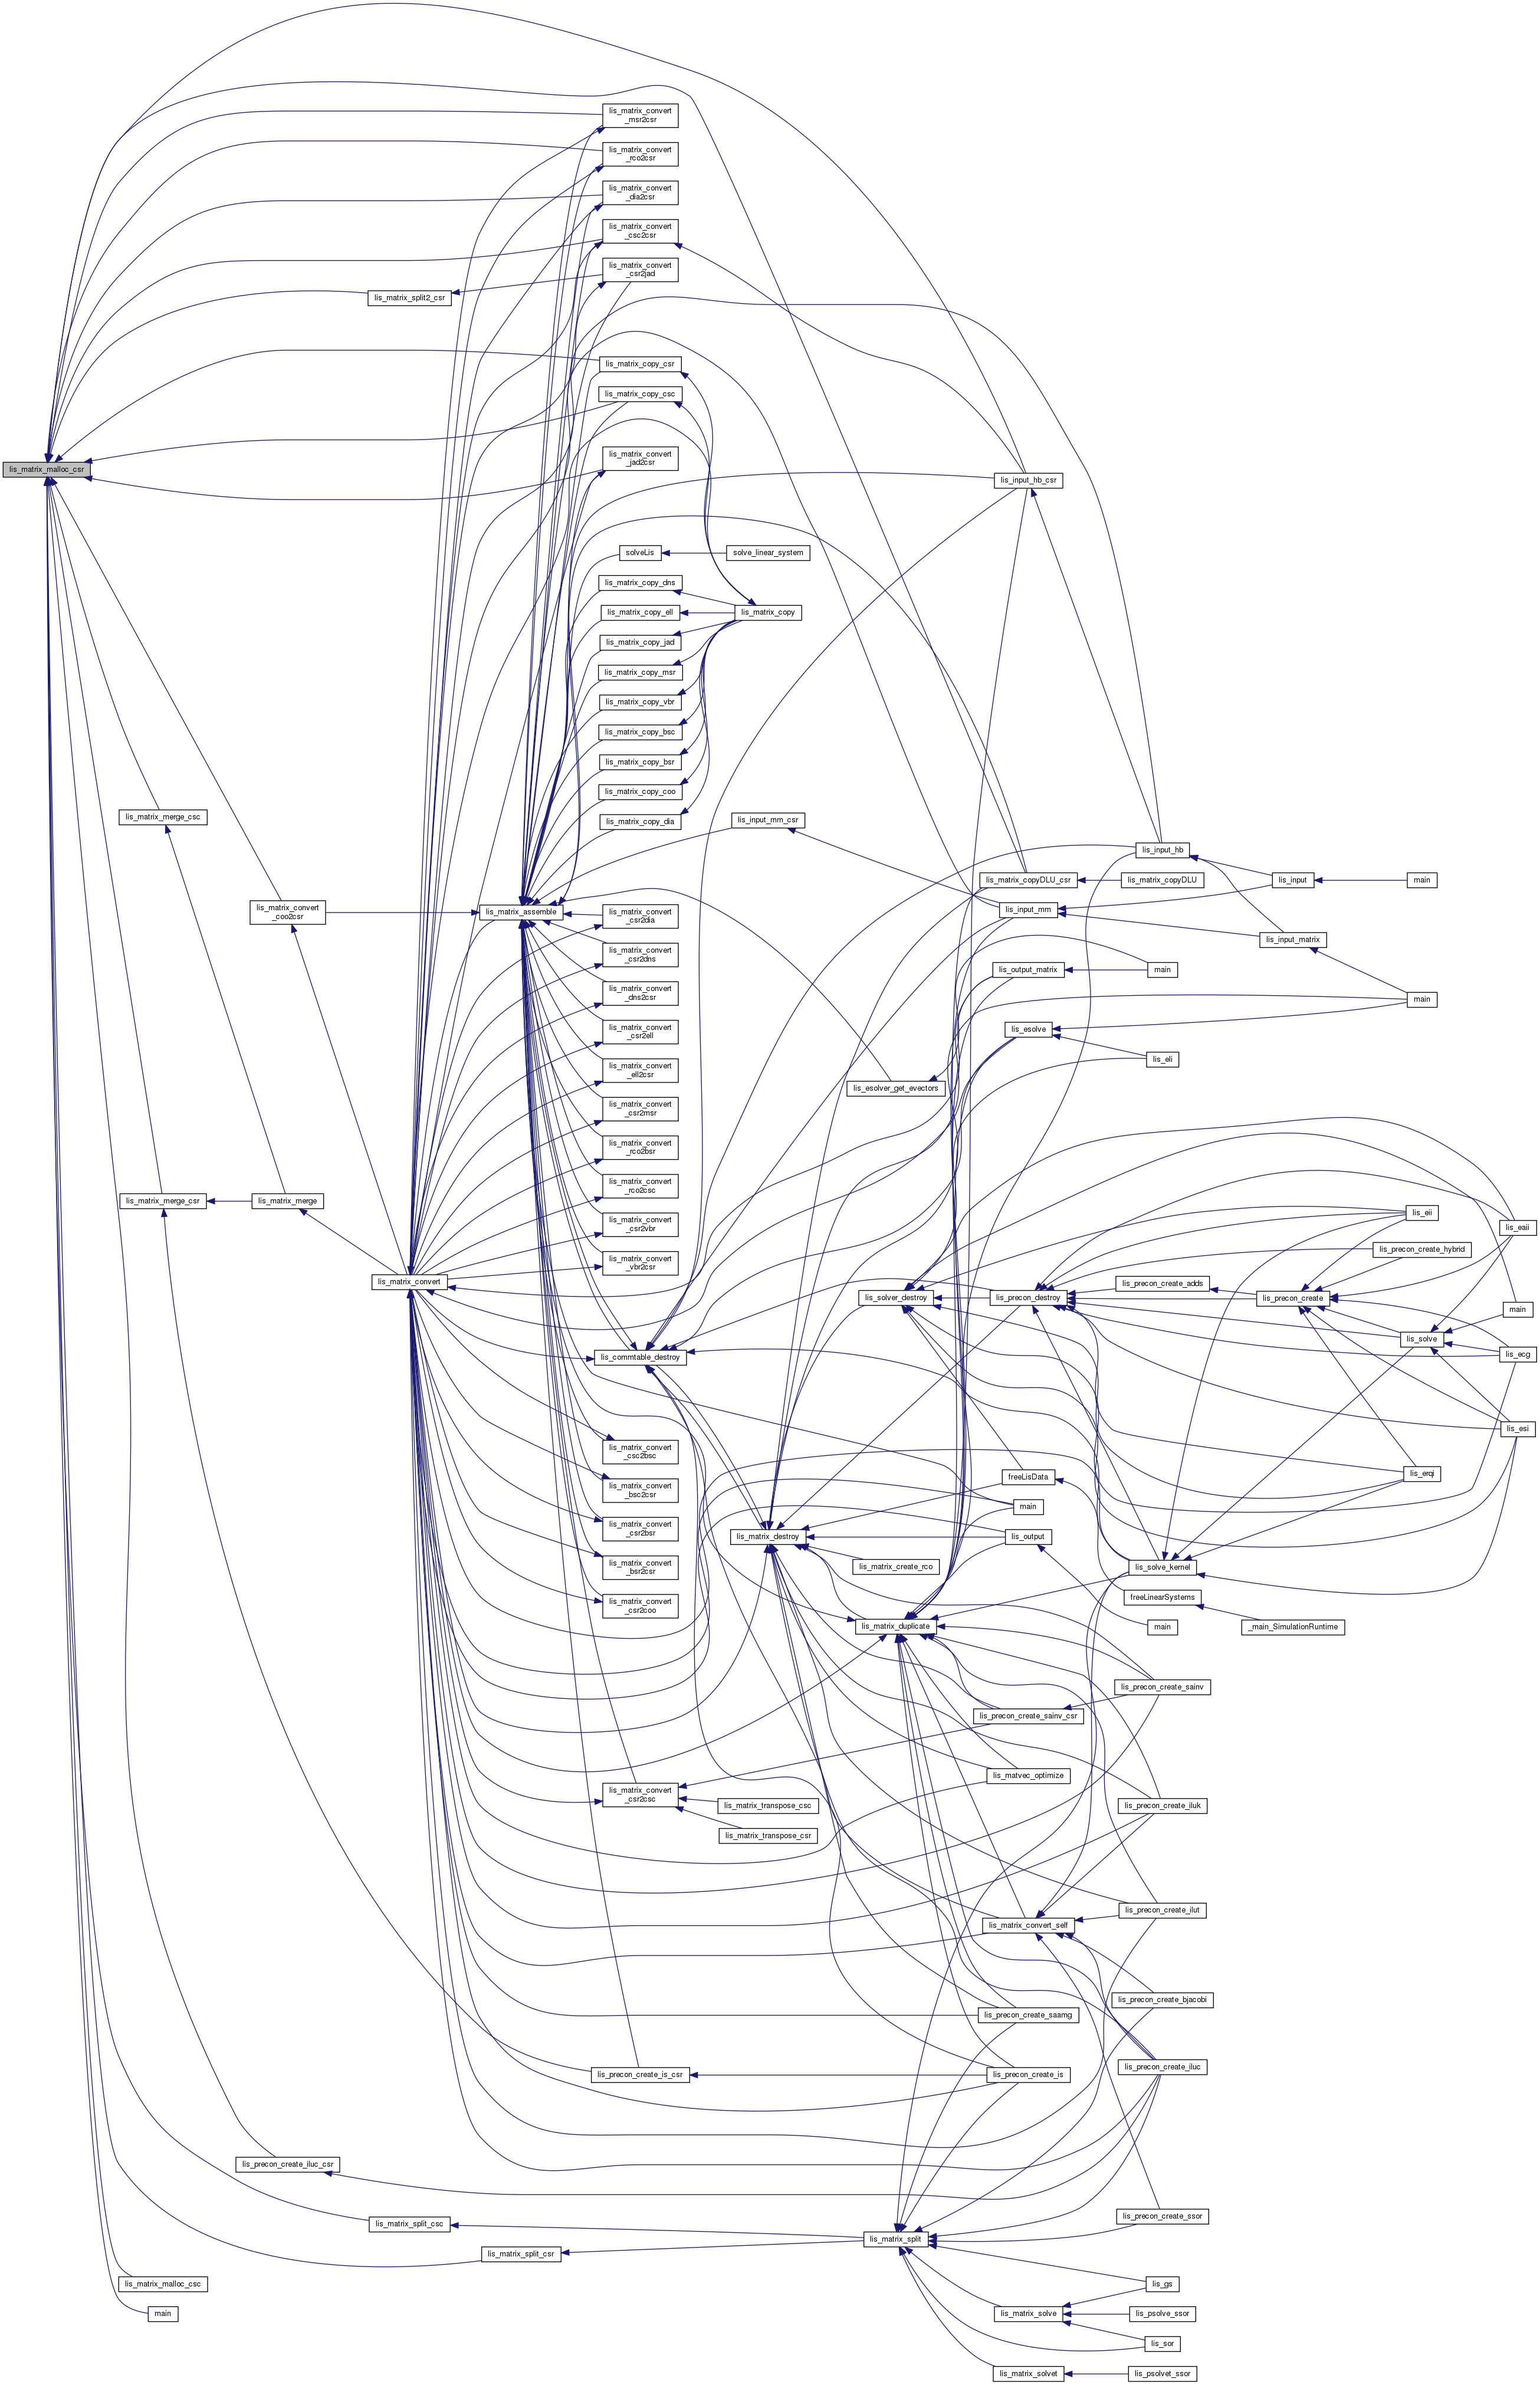 lis_matrix_convert
_msr2csr
lis_matrix_convert
_rco2csr
lis_matrix_convert
_dia2csr
lis_matrix_convert
_csc2csr
lis_matrix_convert
_csr2jad
lis_matrix_split2_csr
lis_matrix_copy_csr
lis_matrix_copy_csc
lis_matrix_convert
_jad2csr
lis_matrix_malloc_csr
lis_input_hb_csr
solveLis
solve_linear_system
lis_matrix_copy_dns
lis_matrix_copy_ell
lis_matrix_copy
lis_matrix_copy_jad
lis_matrix_copy_msr
lis_matrix_copy_vbr
lis_matrix_copy_bsc
lis_matrix_copy_bsr
lis_matrix_copy_coo
lis_matrix_copy_dia
lis_matrix_merge_csc
lis_input_mm_csr
lis_input_hb
lis_matrix_copyDLU_csr
lis_matrix_copyDLU
lis_input
main
lis_matrix_convert
_coo2csr
lis_matrix_assemble
lis_matrix_convert
_csr2dia
lis_input_mm
lis_input_matrix
lis_matrix_convert
_csr2dns
lis_output_matrix
main
lis_matrix_convert
_dns2csr
main
lis_matrix_convert
_csr2ell
lis_esolve
lis_eli
lis_matrix_convert
_ell2csr
lis_esolver_get_evectors
lis_matrix_convert
_csr2msr
lis_matrix_convert
_rco2bsr
lis_matrix_convert
_rco2csc
lis_matrix_merge_csr
lis_matrix_merge
lis_matrix_convert
_csr2vbr
lis_eii
lis_eaii
lis_matrix_convert
_vbr2csr
lis_precon_create_hybrid
lis_matrix_convert
lis_precon_create_adds
lis_solver_destroy
lis_precon_destroy
lis_precon_create
main
lis_solve
lis_commtable_destroy
lis_ecg
lis_esi
lis_matrix_convert
_csc2bsc
lis_erqi
freeLisData
lis_matrix_convert
_bsc2csr
main
lis_matrix_convert
_csr2bsr
lis_matrix_destroy
lis_output
lis_matrix_convert
_bsr2csr
lis_matrix_create_rco
lis_solve_kernel
freeLinearSystems
lis_matrix_convert
_csr2coo
lis_matrix_duplicate
main
_main_SimulationRuntime
lis_precon_create_sainv
lis_precon_create_sainv_csr
lis_matvec_optimize
lis_matrix_convert
_csr2csc
lis_matrix_transpose_csc
lis_precon_create_iluk
lis_matrix_transpose_csr
lis_precon_create_ilut
lis_matrix_convert_self
lis_precon_create_bjacobi
lis_precon_create_saamg
lis_precon_create_iluc
lis_precon_create_is_csr
lis_precon_create_is
lis_precon_create_iluc_csr
lis_precon_create_ssor
lis_matrix_split_csc
lis_matrix_split
lis_matrix_split_csr
lis_matrix_malloc_csc
lis_gs
main
lis_matrix_solve
lis_psolve_ssor
lis_sor
lis_matrix_solvet
lis_psolvet_ssor